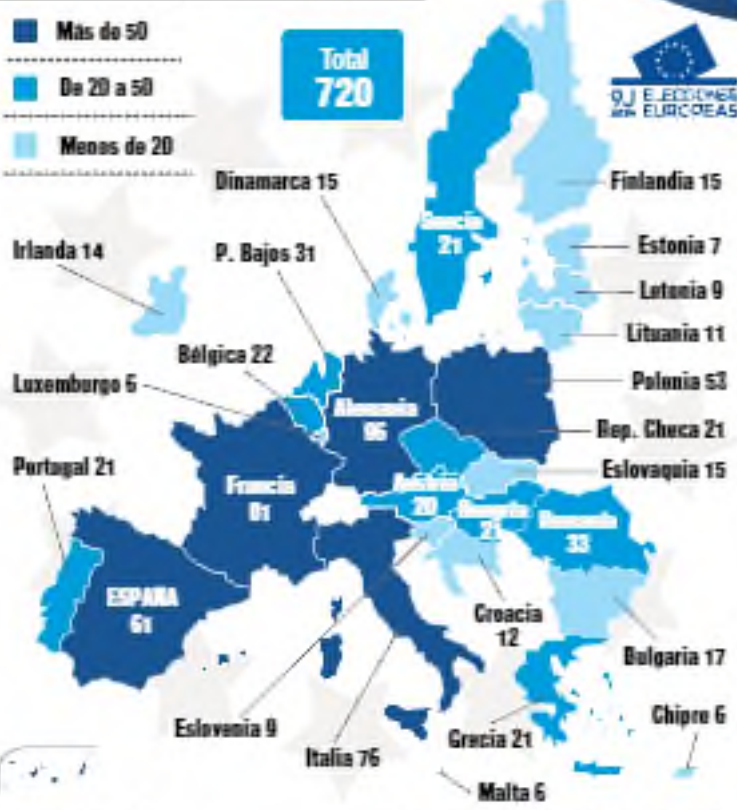 Más de 50
De 20 a 50
Menos de 20
Total
720
9J ELECCIONES
EUROPEAS
Dinamarca 15
Finlandia 15
Suecia
21
Irlanda 14
P. Bajos 31
Estonia 7
Letonia 9
Lituania 11
Bélgica 22
Luxemburgo 6
Alemania
96
Polonia 53
Rep. Checa 21
Portugal 21
Francia
81
Eslovaquia 15
Austria
20
Hungría
21
Rumanía
33
ESPAÑA
61
Croacia
12
Bulgaria 17
Eslovenia 9
Italia 76
Grecia 21
Chipre 6
Malta 6